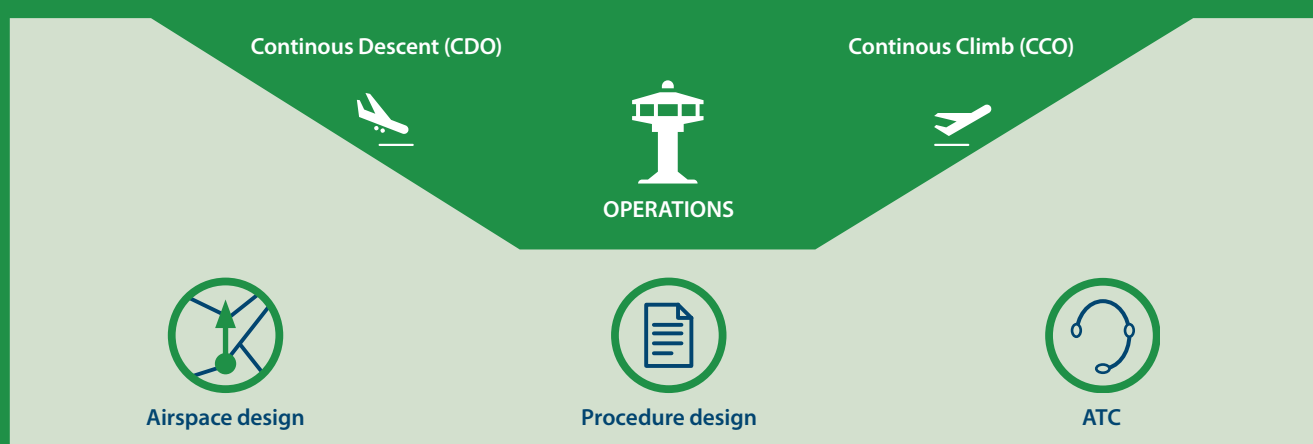 Continous Descent (CDO)
Continous Climb (CCO)
OPERATIONS
Airspace design
Procedure design
ATC